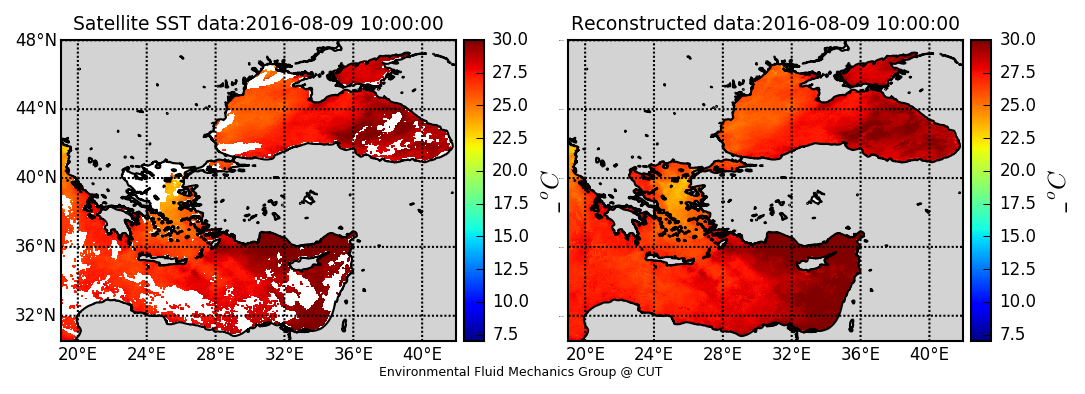 Satellite SST data:2016-08-09 10:00:00
48°N
44°N
40°N
36°N
32°N
20°E 24°E 28°E 32°E 36°E 40°E
30.0
27.5
25.0
22.5
20.0
17.5
15.0
12.5
10.0
7.5
_ °C
Reconstructed data:2016-08-09 10:00:00
20°E 24°E 28°E 32°E 36°E 40°E
30.0
27.5
25.0
22.5
20.0
17.5
15.0
12.5
10.0
7.5
_ °C
Environmental Fluid Mechanics Group @ CUT